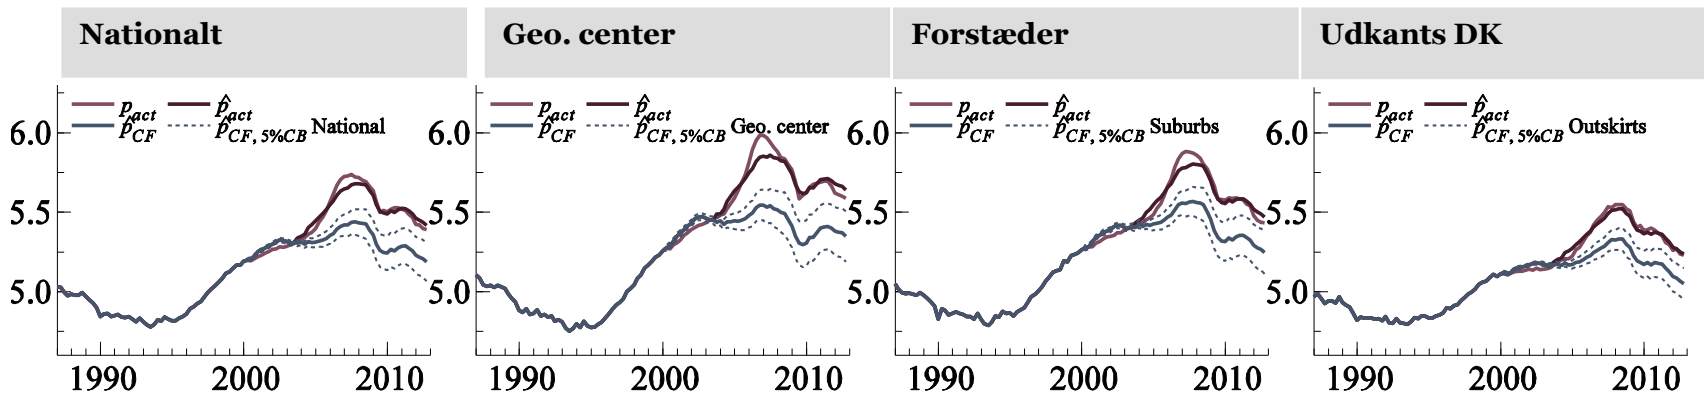 Nationalt
p_act p̂_act
p̂_CF p̂_CF, 5%CB National
6.0
5.5
5.0
1990 2000 2010
Geo. center
p_act p̂_act
p̂_CF p̂_CF, 5%CB Geo. center
6.0
5.5
5.0
1990 2000 2010
Forstæder
p_act p̂_act
p̂_CF p̂_CF, 5%CB Suburbs
6.0
5.5
5.0
1990 2000 2010
Udkants DK
p_act p̂_act
p̂_CF p̂_CF, 5%CB Outskirts
6.0
5.5
5.0
1990 2000 2010